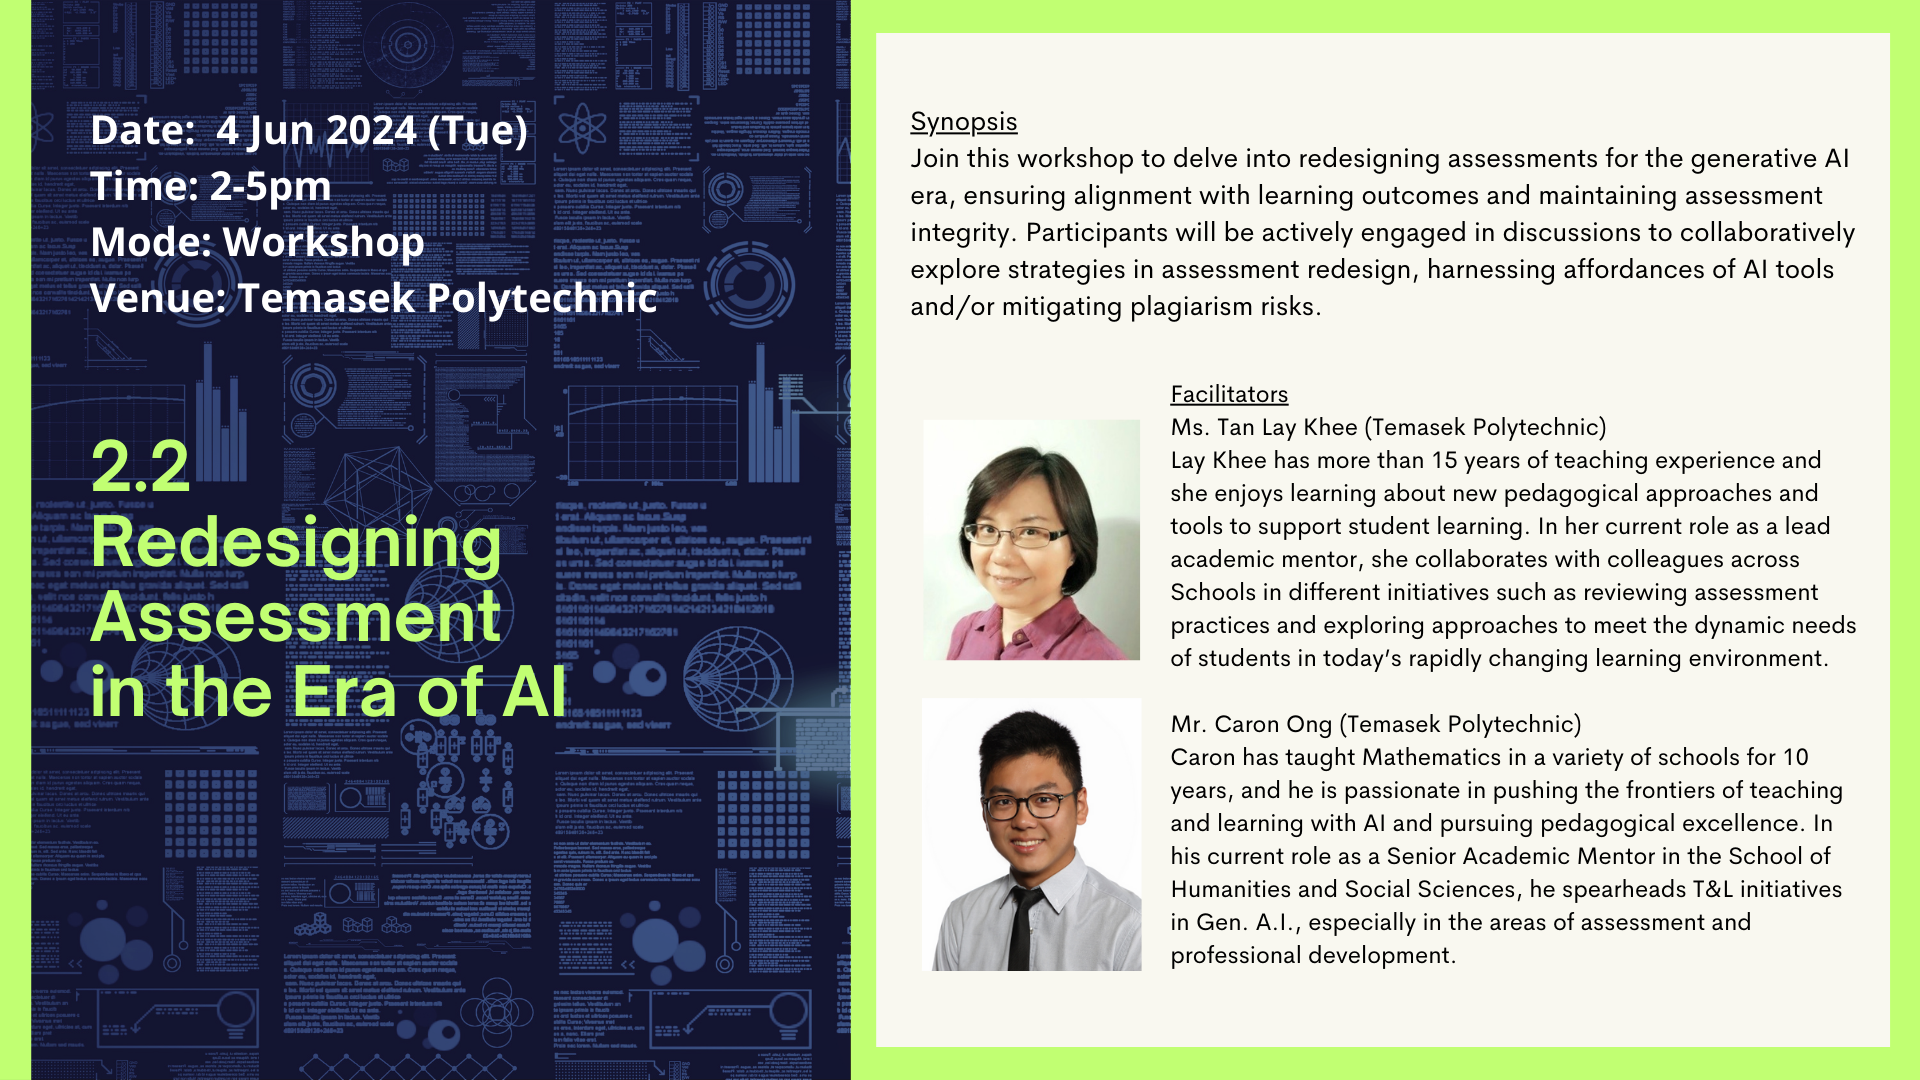 Date:  4 Jun 2024 (Tue)
Time: 2-5pm
Mode: Workshop
Venue: Temasek Polytechnic
2.2
Redesigning
Assessment
in the Era of AI
Synopsis
Join this workshop to delve into redesigning assessments for the generative AI
era, ensuring alignment with learning outcomes and maintaining assessment
integrity. Participants will be actively engaged in discussions to collaboratively
explore strategies in assessment redesign, harnessing affordances of AI tools
and/or mitigating plagiarism risks.
Facilitators
Ms. Tan Lay Khee (Temasek Polytechnic)
Lay Khee has more than 15 years of teaching experience and
she enjoys learning about new pedagogical approaches and
tools to support student learning. In her current role as a lead
academic mentor, she collaborates with colleagues across
Schools in different initiatives such as reviewing assessment
practices and exploring approaches to meet the dynamic needs
of students in today’s rapidly changing learning environment.
Mr. Caron Ong (Temasek Polytechnic)
Caron has taught Mathematics in a variety of schools for 10
years, and he is passionate in pushing the frontiers of teaching
and learning with AI and pursuing pedagogical excellence. In
his current role as a Senior Academic Mentor in the School of
Humanities and Social Sciences, he spearheads T&L initiatives
in Gen. A.I., especially in the areas of assessment and
professional development.